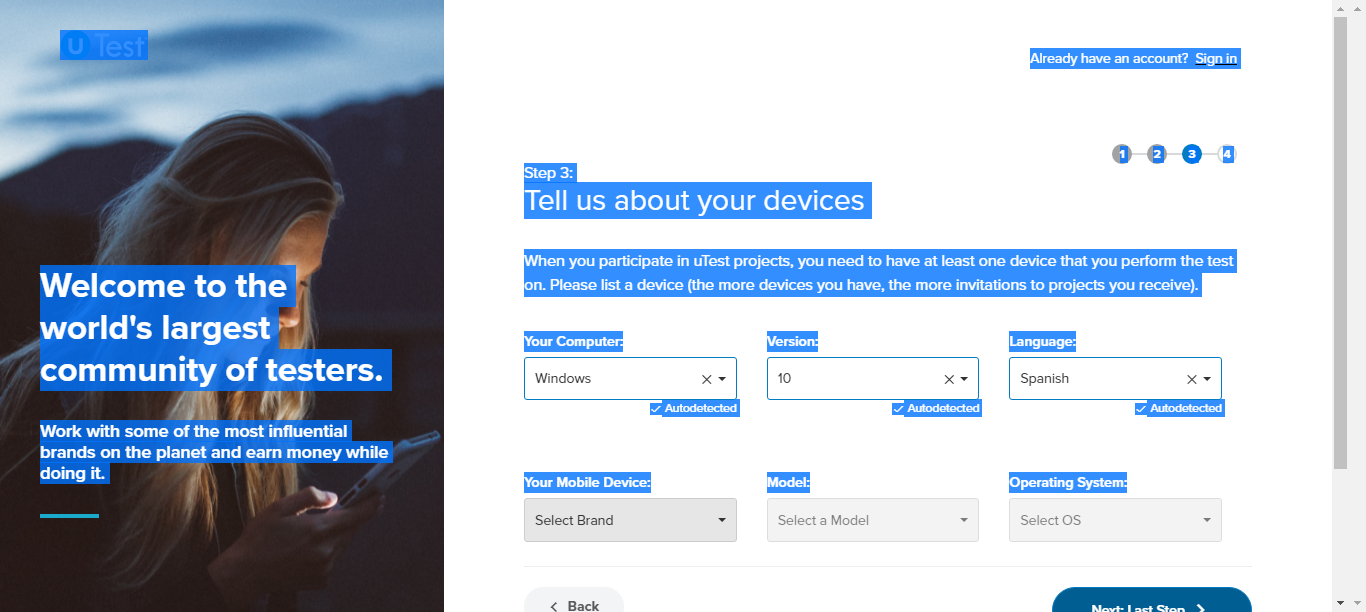 uTest
Already have an account? Sign in
1 2 3 4
Step 3:
Tell us about your devices
When you participate in uTest projects, you need to have at least one device that you perform the test
on. Please list a device (the more devices you have, the more invitations to projects you receive).
Welcome to the
world's largest
community of testers.
Work with some of the most influential
brands on the planet and earn money while
doing it.
Your Computer: Version: Language:
Windows 10 Spanish
Autodetected Autodetected Autodetected
Your Mobile Device: Model: Operating System:
Select Brand Select a Model Select OS
Back Next: Last Step